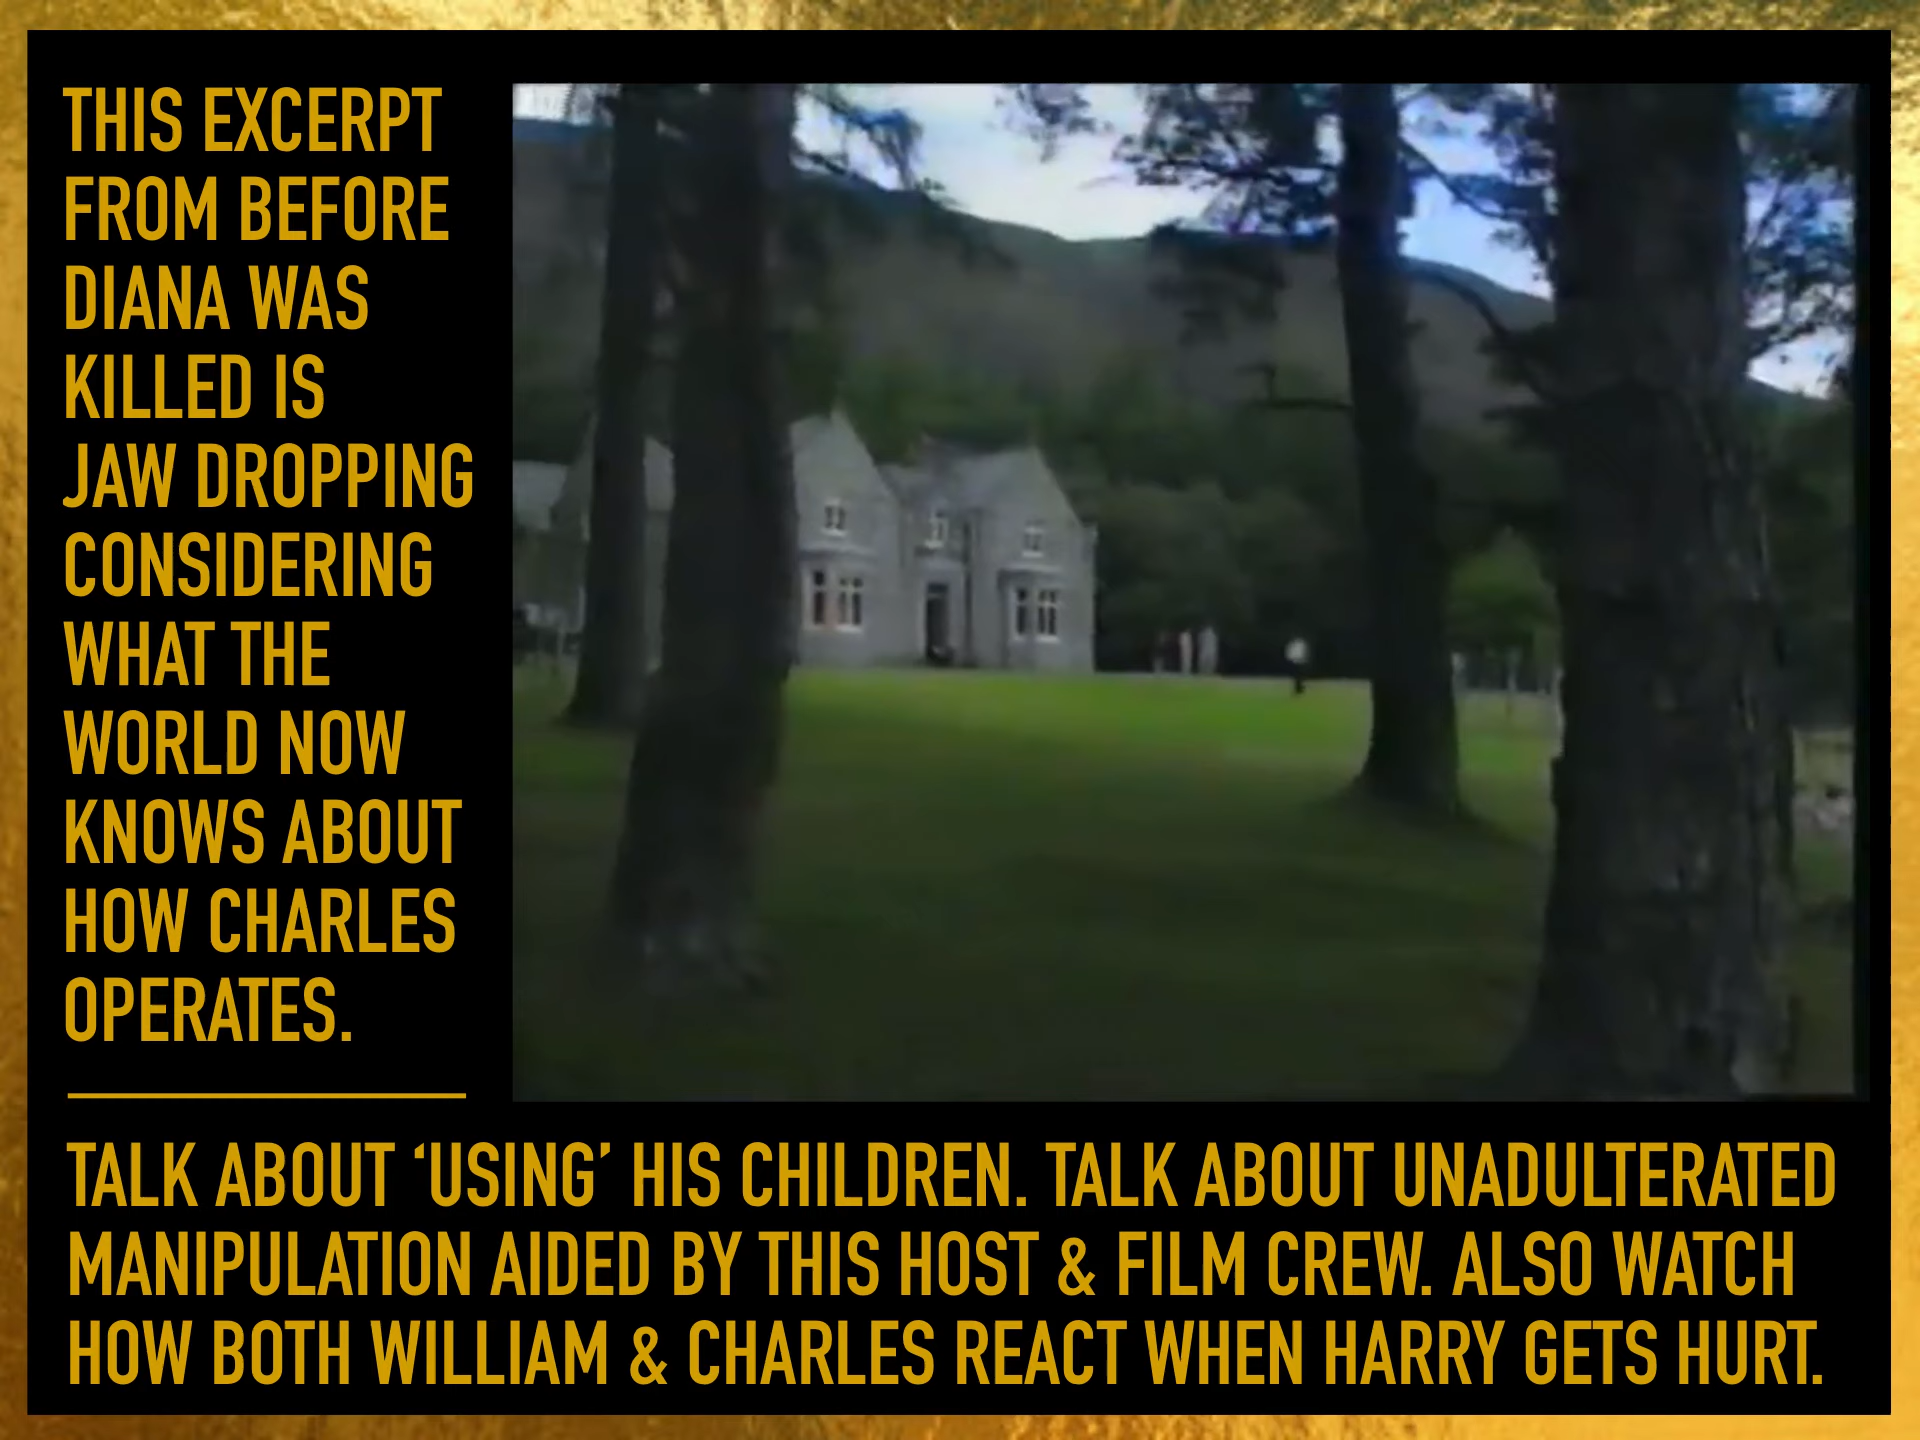 THIS EXCERPT
FROM BEFORE
DIANA WAS
KILLED IS
JAW DROPPING
CONSIDERING
WHAT THE
WORLD NOW
KNOWS ABOUT
HOW CHARLES
OPERATES.
TALK ABOUT ‘USING’ HIS CHILDREN. TALK ABOUT UNADULTERATED
MANIPULATION AIDED BY THIS HOST & FILM CREW. ALSO WATCH
HOW BOTH WILLIAM & CHARLES REACT WHEN HARRY GETS HURT.